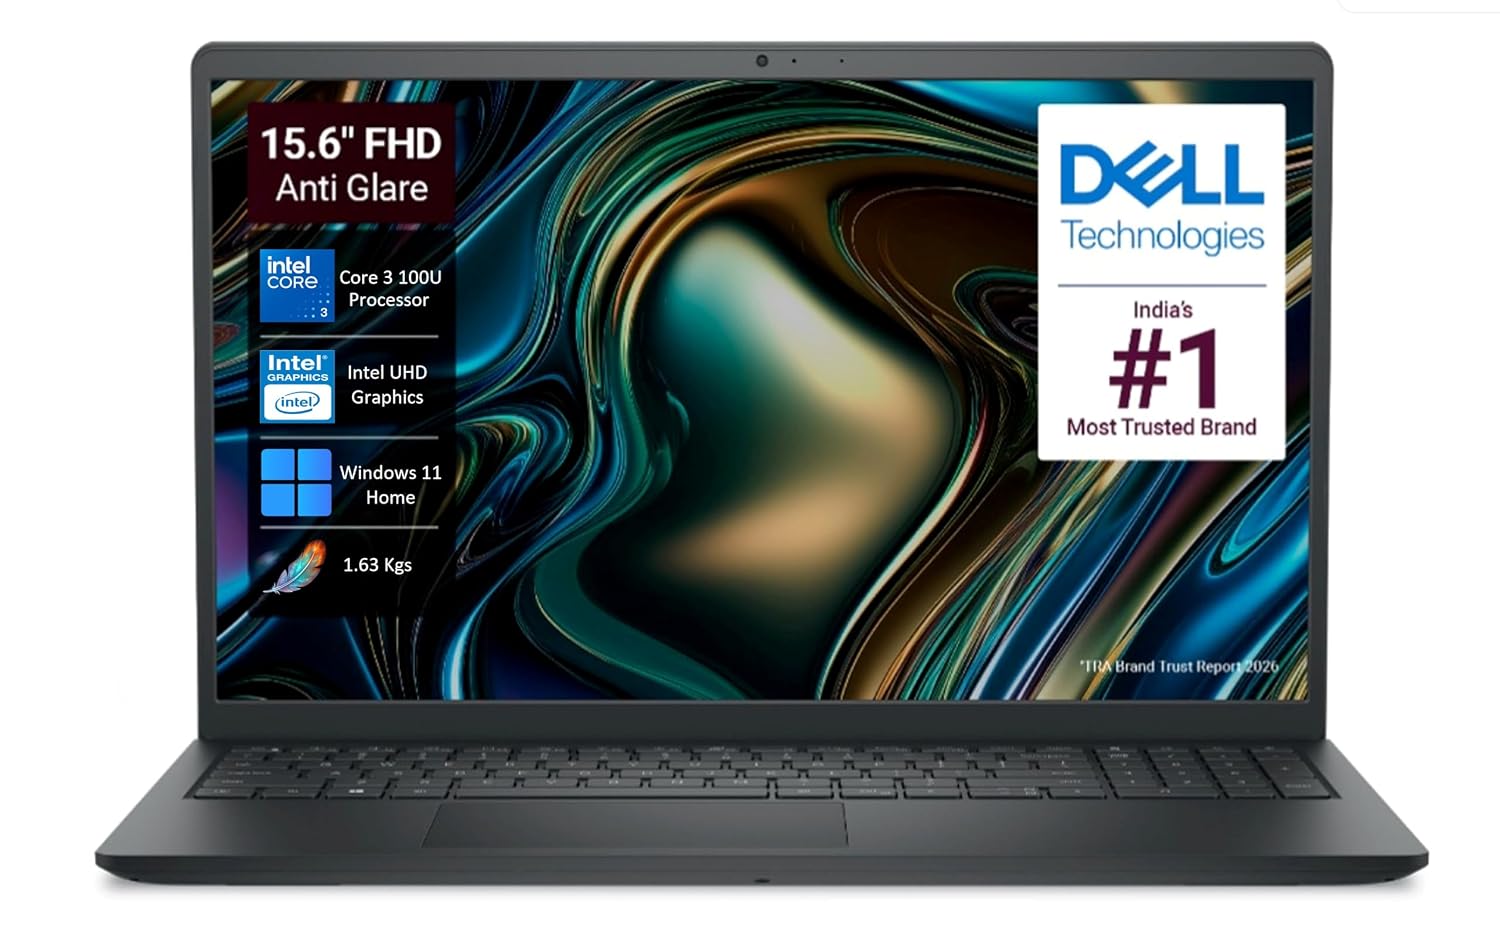 15.6" FHD
Anti Glare
intel
CORE
3
Core 3 100U
Processor
Intel®
GRAPHICS
intel
Intel UHD
Graphics
Windows 11
Home
1.63 Kgs
DELL
Technologies
India's
#1
Most Trusted Brand
*TRA Brand Trust Report 2026